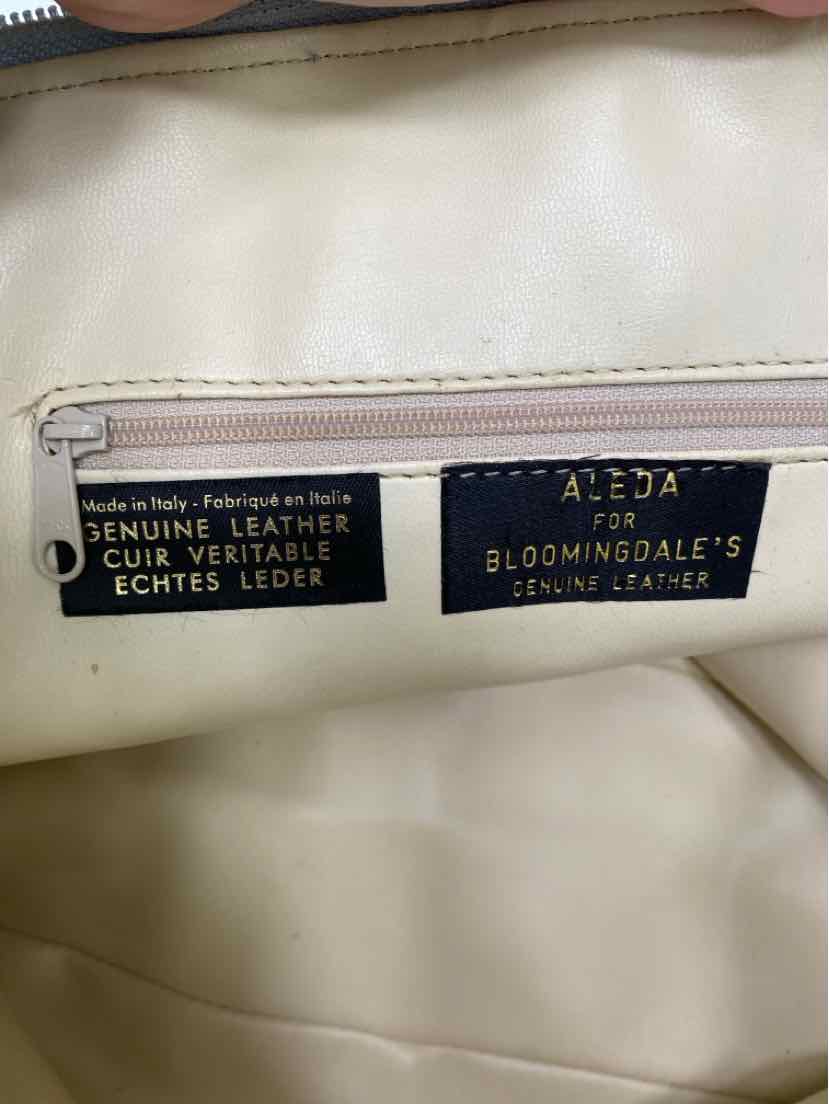 Made in Italy - Fabriqué en Italie
GENUINE LEATHER
CUIR VERITABLE
ECHTES LEDER
ALEDA
FOR
BLOOMINGDALE'S
GENUINE LEATHER